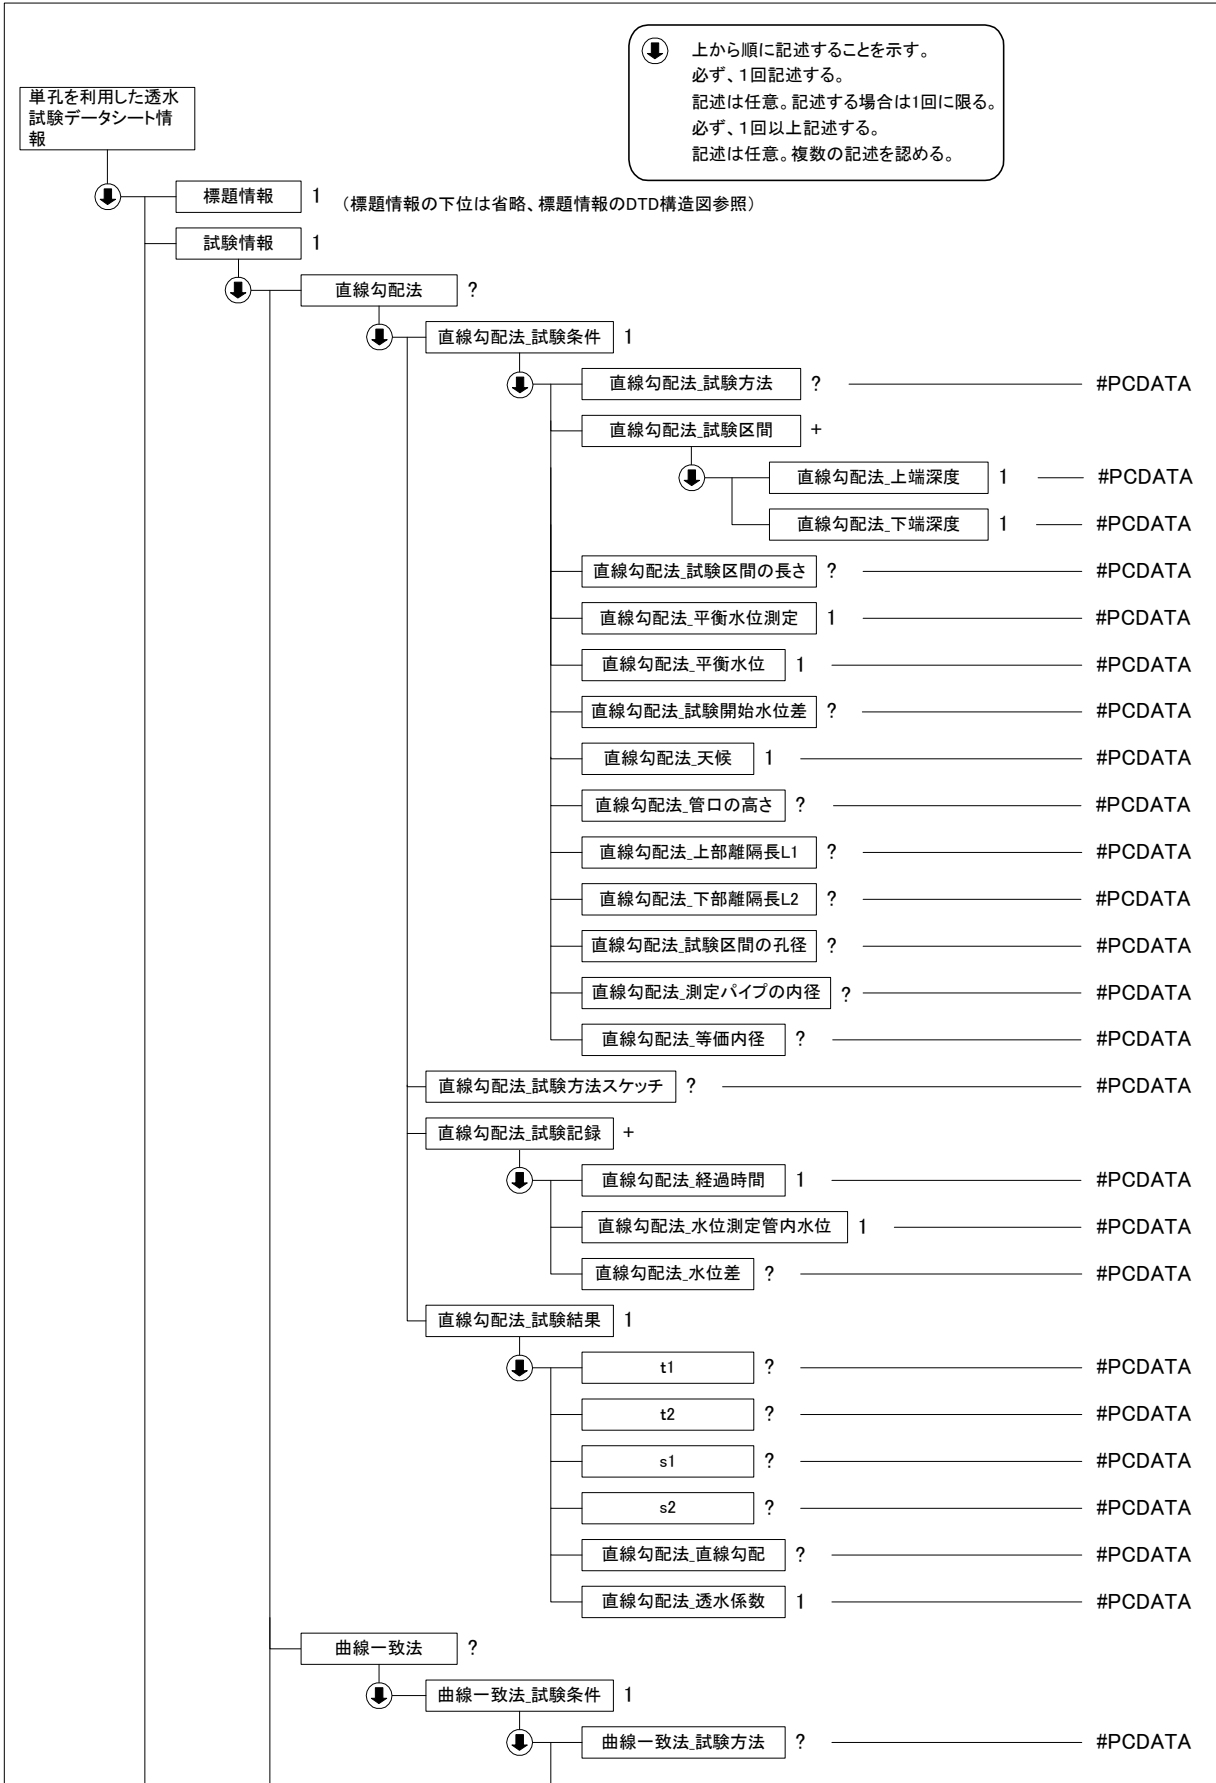 上から順に記述することを示す。
必ず、1回記述する。
記述は任意。記述する場合は1回に限る。
必ず、1回以上記述する。
記述は任意。複数の記述を認める。
単孔を利用した透水
試験データシート情
報
標題情報 1 （標題情報の下位は省略、標題情報のDTD構造図参照）
試験情報 1
直線勾配法 ?
直線勾配法_試験条件 1
直線勾配法_試験方法 ? #PCDATA
直線勾配法_試験区間 +
直線勾配法_上端深度 1 #PCDATA
直線勾配法_下端深度 1 #PCDATA
直線勾配法_試験区間の長さ ? #PCDATA
直線勾配法_平衡水位測定 1 #PCDATA
直線勾配法_平衡水位 1 #PCDATA
直線勾配法_試験開始水位差 ? #PCDATA
直線勾配法_天候 1 #PCDATA
直線勾配法_管口の高さ ? #PCDATA
直線勾配法_上部離隔長L1 ? #PCDATA
直線勾配法_下部離隔長L2 ? #PCDATA
直線勾配法_試験区間の孔径 ? #PCDATA
直線勾配法_測定パイプの内径 ? #PCDATA
直線勾配法_等価内径 ? #PCDATA
直線勾配法_試験方法スケッチ ? #PCDATA
直線勾配法_試験記録 +
直線勾配法_経過時間 1 #PCDATA
直線勾配法_水位測定管内水位 1 #PCDATA
直線勾配法_水位差 ? #PCDATA
直線勾配法_試験結果 1
t1 ? #PCDATA
t2 ? #PCDATA
s1 ? #PCDATA
s2 ? #PCDATA
直線勾配法_直線勾配 ? #PCDATA
直線勾配法_透水係数 1 #PCDATA
曲線一致法 ?
曲線一致法_試験条件 1
曲線一致法_試験方法 ? #PCDATA